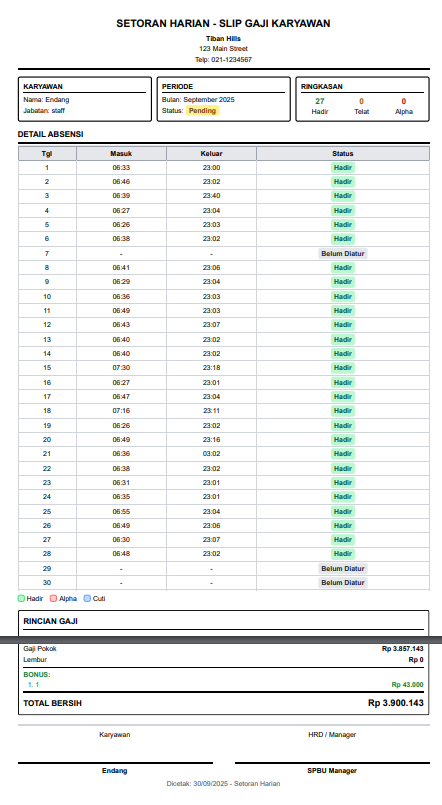 SETORAN HARIAN - SLIP GAJI KARYAWAN
Tiban Hills
123 Main Street
Telp: 021-1234567
KARYAWAN
Nama: Endang
Jabatan: staff
PERIODE
Bulan: September 2025
Status: Pending
RINGKASAN
27 0 0
Hadir Telat Alpha
DETAIL ABSENSI
Tgl Masuk Keluar Status
1 06:33 23:00 Hadir
2 06:46 23:02 Hadir
3 06:39 23:40 Hadir
4 06:27 23:04 Hadir
5 06:26 23:03 Hadir
6 06:38 23:02 Hadir
7 - - Belum Diatur
8 06:41 23:06 Hadir
9 06:29 23:04 Hadir
10 06:36 23:03 Hadir
11 06:49 23:03 Hadir
12 06:43 23:07 Hadir
13 06:40 23:02 Hadir
14 06:40 23:02 Hadir
15 07:30 23:18 Hadir
16 06:27 23:01 Hadir
17 06:47 23:04 Hadir
18 07:16 23:11 Hadir
19 06:26 23:02 Hadir
20 06:49 23:16 Hadir
21 06:36 03:02 Hadir
22 06:38 23:02 Hadir
23 06:31 23:01 Hadir
24 06:35 23:01 Hadir
25 06:55 23:04 Hadir
26 06:49 23:06 Hadir
27 06:30 23:07 Hadir
28 06:48 23:02 Hadir
29 - - Belum Diatur
30 - - Belum Diatur
Hadir Alpha Cuti
RINCIAN GAJI
Gaji Pokok Rp 3.857.143
Lembur Rp 0
BONUS:
1. 1 Rp 43.000
TOTAL BERSIH Rp 3.900.143
Karyawan HRD / Manager
Endang SPBU Manager
Dicetak: 30/09/2025 - Setoran Harian